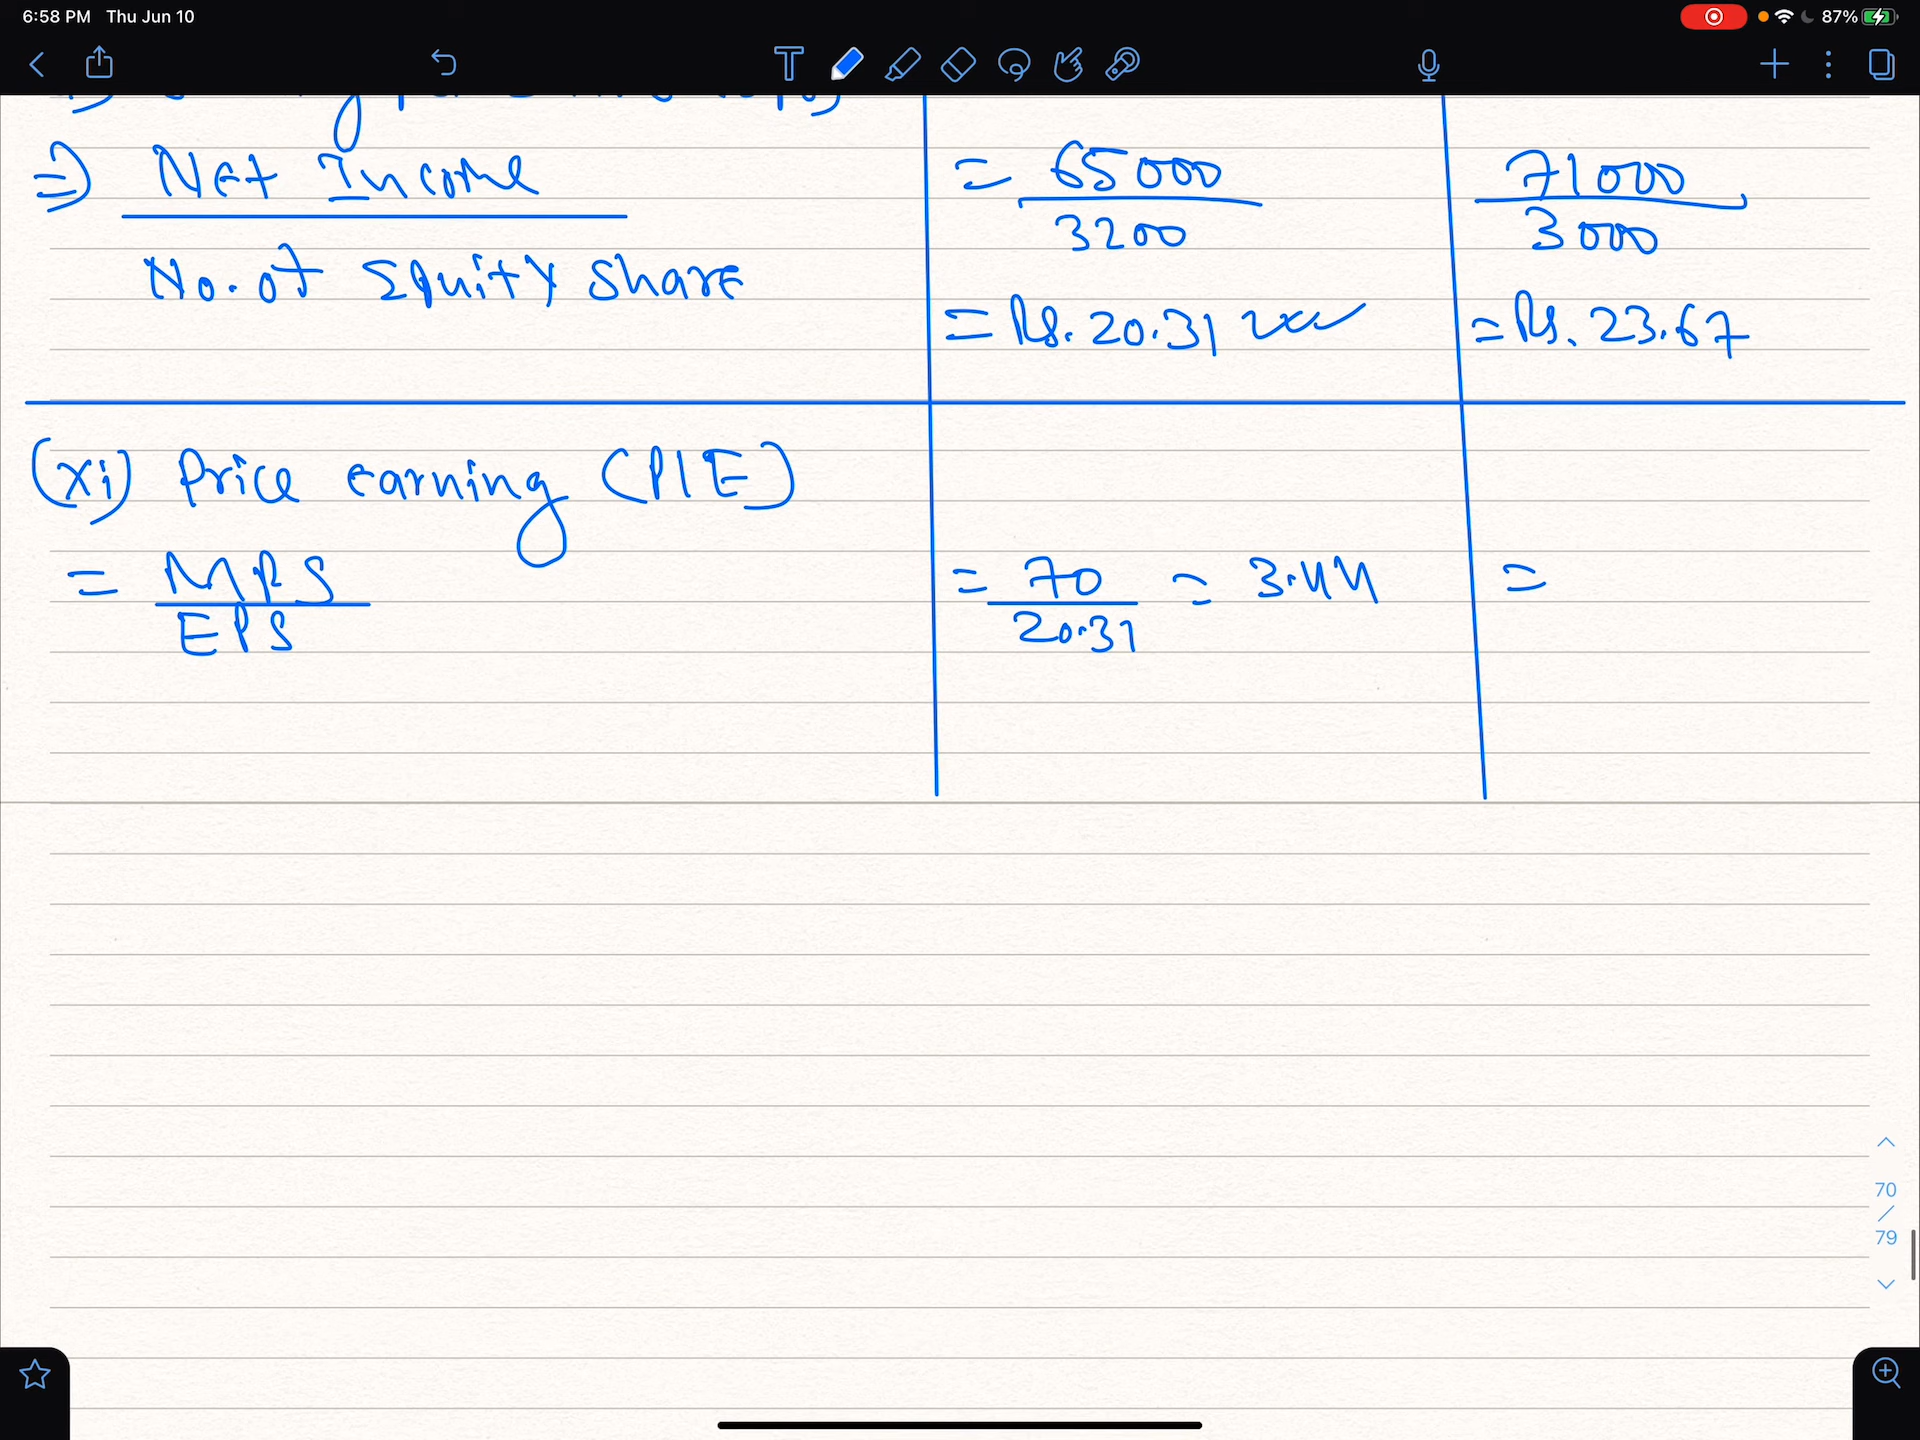 6:58 PM Thu Jun 10
87%
=) Net Income
No. of Equity share
= 65000
3200
71000
3000
= Rs. 20.31
= Rs. 23.67
(xi) Price earning (P/E)
= MPS
EPS
= 70
20.31
= 3.44
=
70
/
79